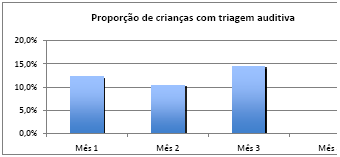 Proporção de crianças com triagem auditiva
20,0%
15,0%
10,0%
5,0%
0,0%
Mês 1 Mês 2 Mês 3 Mês